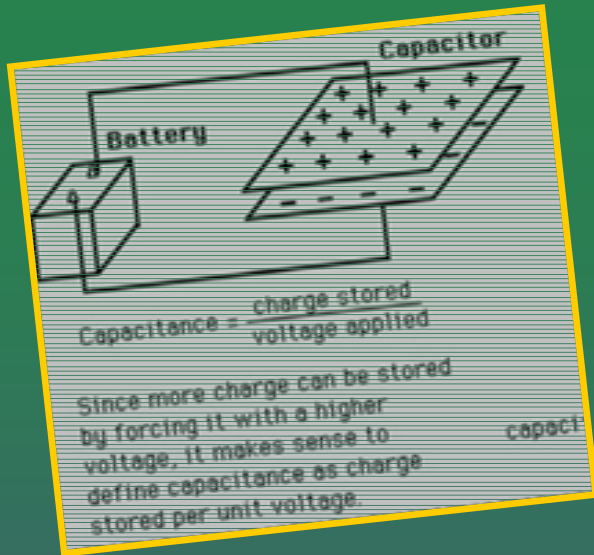 Capacitor
Battery
Capacitance = charge stored
voltage applied
Since more charge can be stored
by forcing it with a higher
voltage, it makes sense to
define capacitance as charge
stored per unit voltage.
capaci